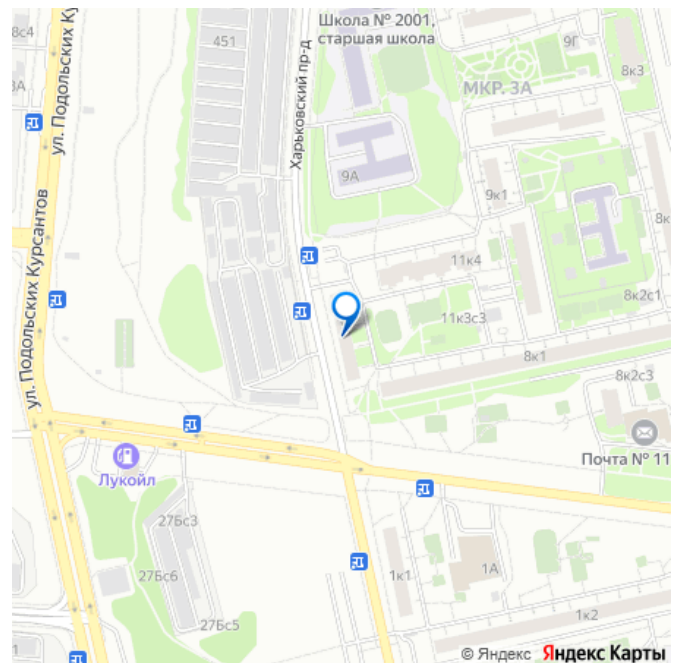 8с4
451
Школа № 2001,
старшая школа
9Г
8к3
МКР. 3А
ул. Подольских Ку
Харьковский пр-д
9А
9к1
8к
11к4
8к2с1
ул. Подольских Курсантов
11к3с3
8к1
8к2с3
Почта № 11
Лукойл
27Бс3
27Бс6
1к1
1А
27Бс5
1к2
1
© Яндекс Яндекс Карты